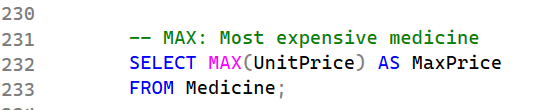 230
231 -- MAX: Most expensive medicine
232 SELECT MAX(UnitPrice) AS MaxPrice
233 FROM Medicine;